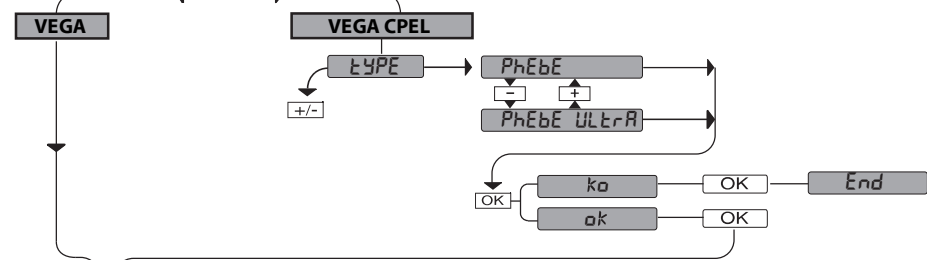 VEGA
VEGA CPEL
tYPE
PhEbE
+/-
-
+
PhEbE ULtrA
OK
ko
OK
End
ok
OK